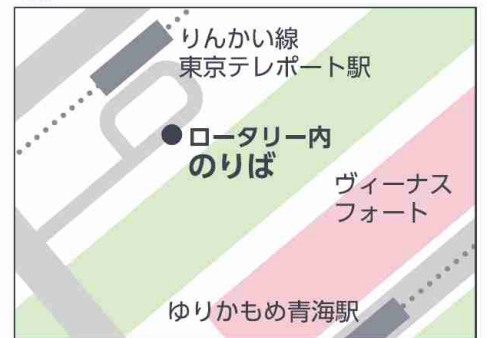 りんかい線
東京テレポート駅
ロータリー内
のりば
ヴィーナス
フォート
ゆりかもめ青海駅